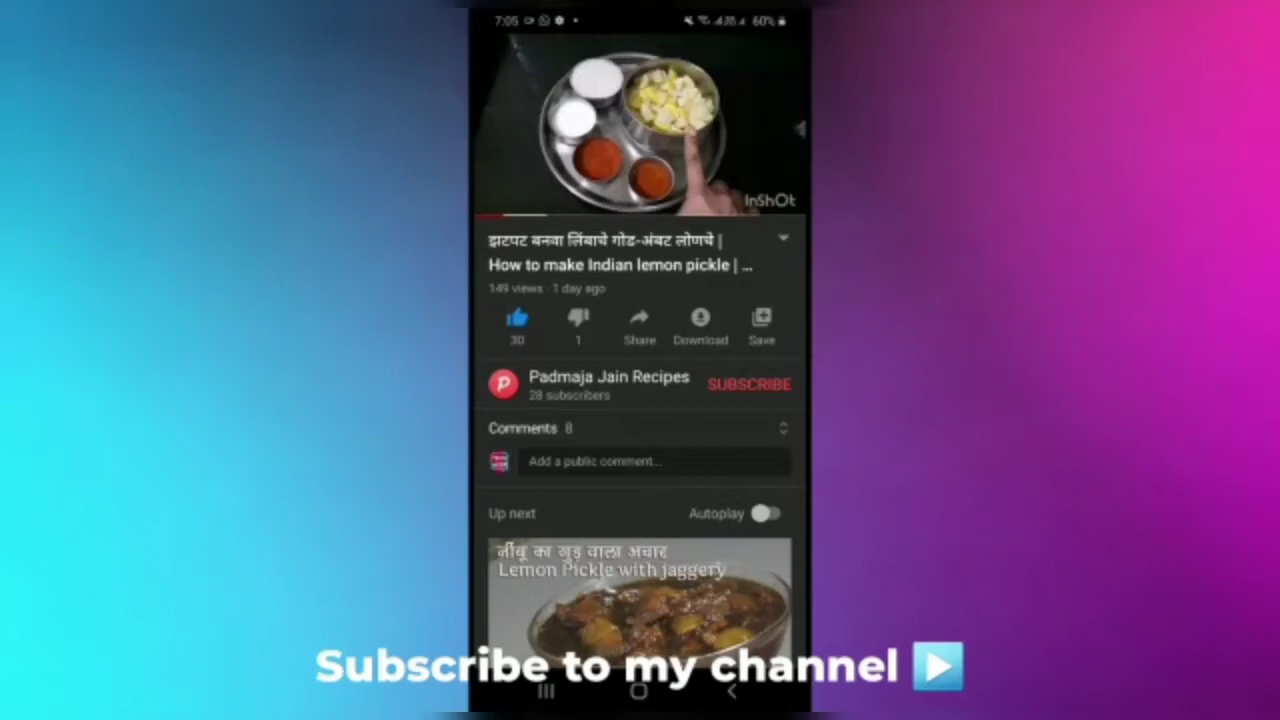 7:05
60%
InShOt
झटपट बनवा लिंबाचे गोड-अंबट लोणचे |
How to make Indian lemon pickle | ...
149 views · 1 day ago
30
1
Share
Download
Save
P
Padmaja Jain Recipes
SUBSCRIBE
28 subscribers
Comments 8
Add a public comment...
Up next
Autoplay
नींबू का गुड़ वाला अचार
Lemon Pickle with jaggery
Subscribe to my channel